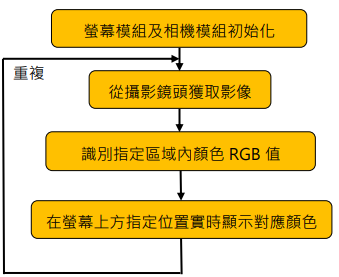 螢幕模組及相機模組初始化
重複
從攝影鏡頭獲取影像
識別指定區域內顏色 RGB 值
在螢幕上方指定位置實時顯示對應顏色